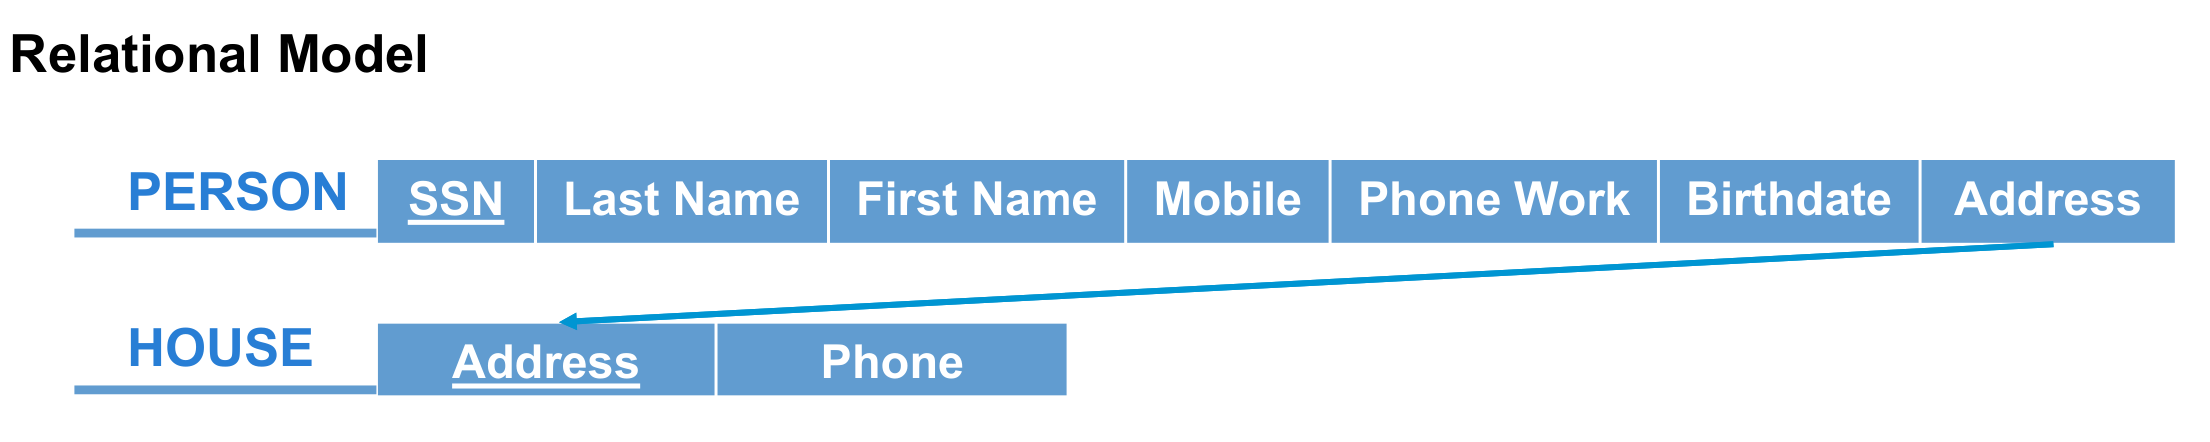 Relational Model
PERSON SSN Last Name First Name Mobile Phone Work Birthdate Address
HOUSE Address Phone